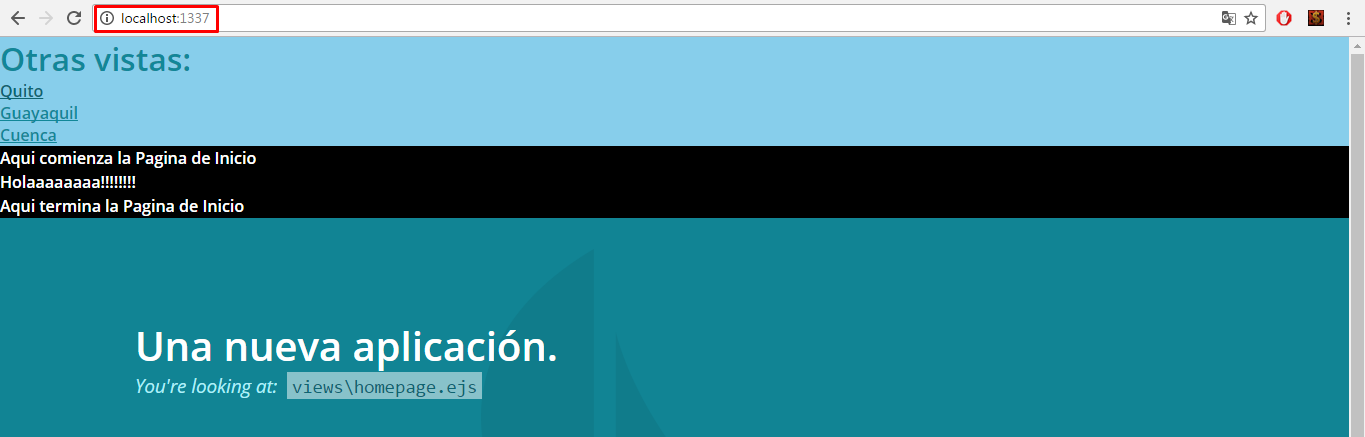 localhost:1337
Otras vistas:
Quito
Guayaquil
Cuenca
Aqui comienza la Pagina de Inicio
Holaaaaaaaa!!!!!!!!
Aqui termina la Pagina de Inicio
Una nueva aplicación.
You're looking at: views\homepage.ejs